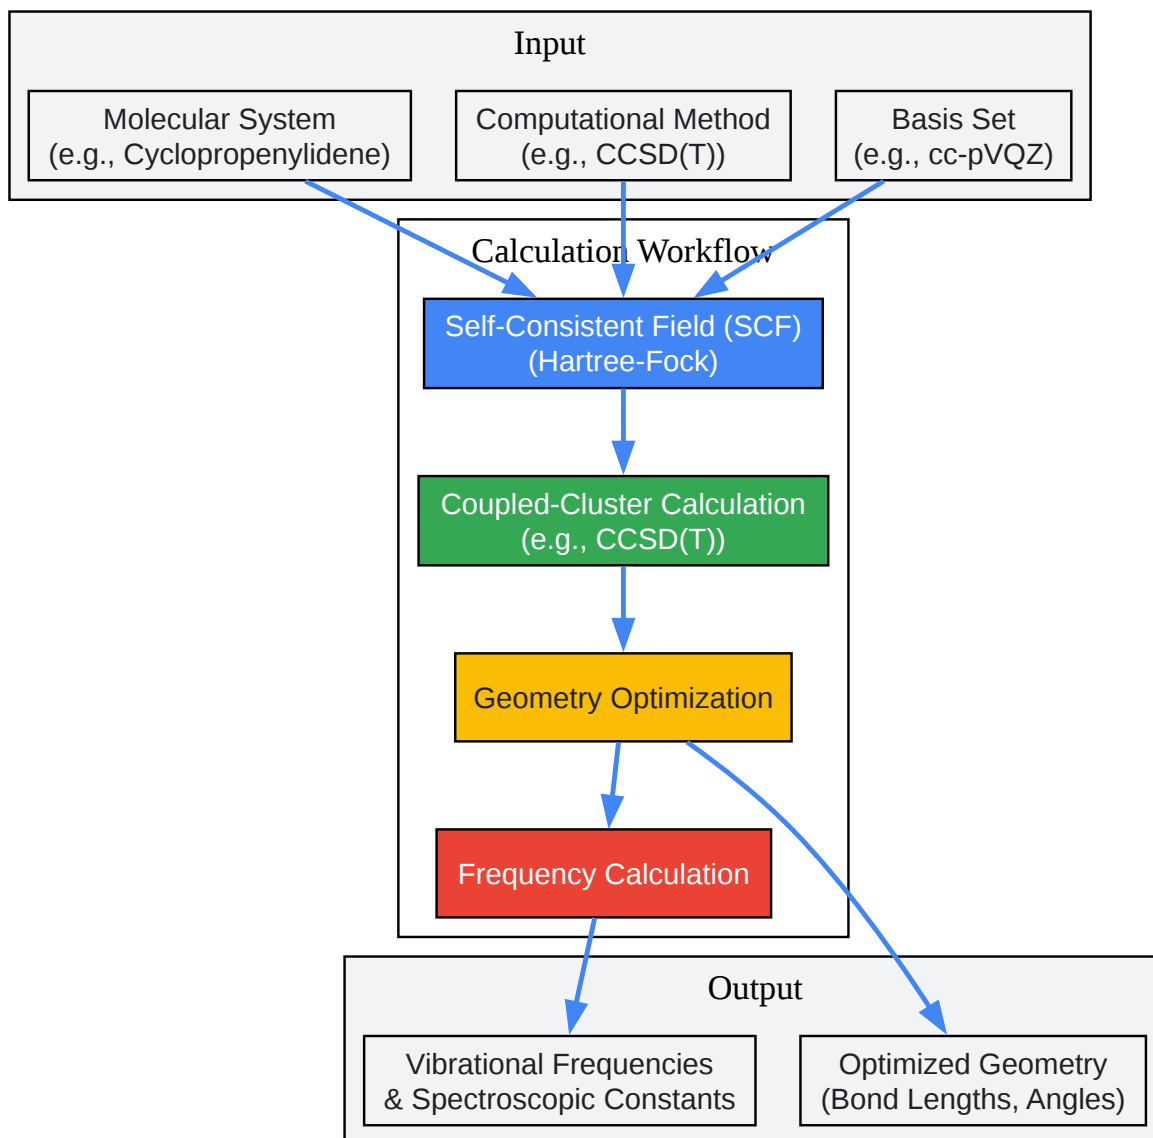 Input
Molecular System
(e.g., Cyclopropenylidene)
Computational Method
(e.g., CCSD(T))
Basis Set
(e.g., cc-pVQZ)
Calculation Workflow
Self-Consistent Field (SCF)
(Hartree-Fock)
Coupled-Cluster Calculation
(e.g., CCSD(T))
Geometry Optimization
Frequency Calculation
Output
Vibrational Frequencies
& Spectroscopic Constants
Optimized Geometry
(Bond Lengths, Angles)